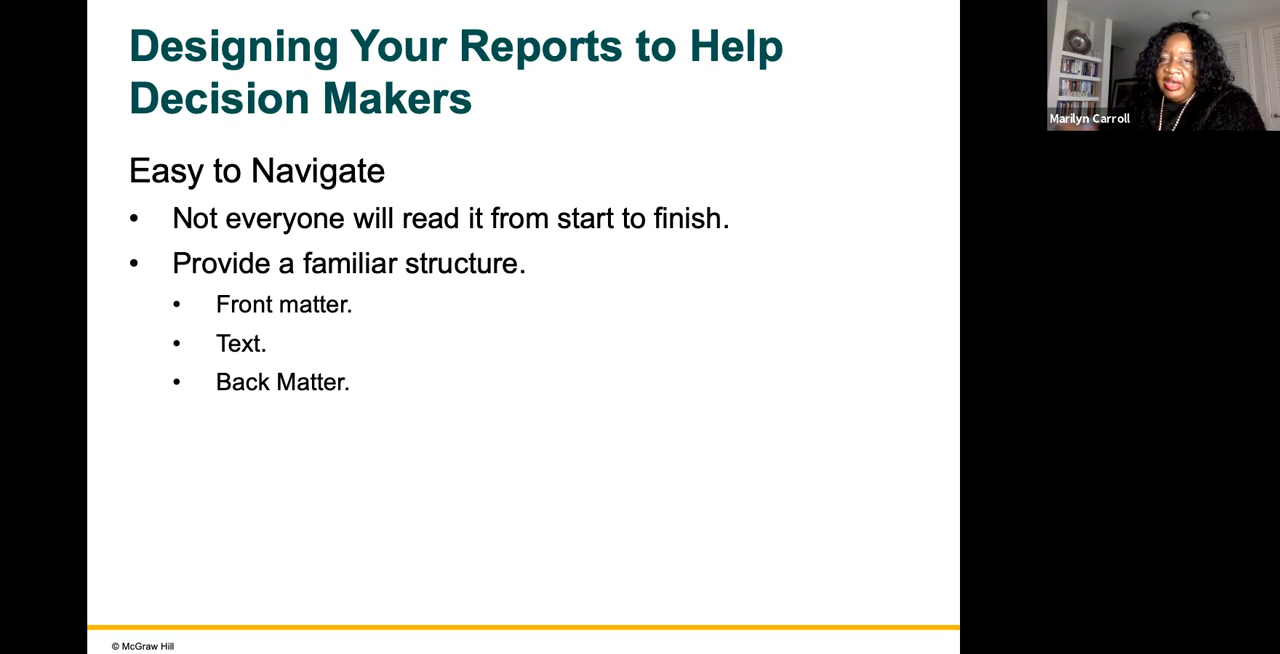 Designing Your Reports to Help
Decision Makers
Marilyn Carroll
Easy to Navigate
• Not everyone will read it from start to finish.
• Provide a familiar structure.
• Front matter.
• Text.
• Back Matter.
© McGraw Hill